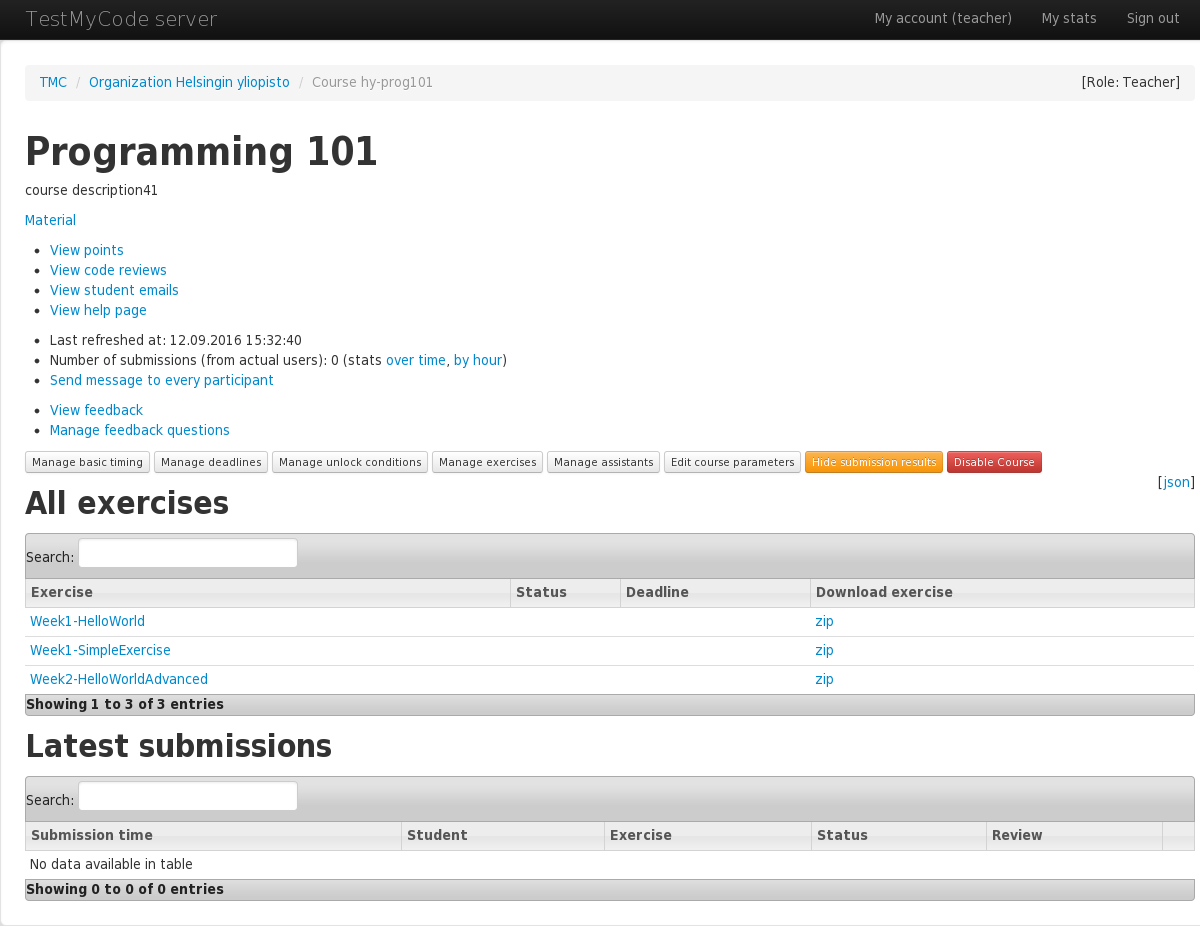 TestMyCode server My account (teacher) My stats Sign out
TMC / Organization Helsingin yliopisto / Course hy-prog101 [Role: Teacher]
Programming 101
course description41
Material
View points
View code reviews
View student emails
View help page
Last refreshed at: 12.09.2016 15:32:40
Number of submissions (from actual users): 0 (stats over time, by hour)
Send message to every participant
View feedback
Manage feedback questions
Manage basic timing Manage deadlines Manage unlock conditions Manage exercises Manage assistants Edit course parameters Hide submission results Disable Course
[json]
All exercises
Search:
Exercise Status Deadline Download exercise
Week1-HelloWorld zip
Week1-SimpleExercise zip
Week2-HelloWorldAdvanced zip
Showing 1 to 3 of 3 entries
Latest submissions
Search:
Submission time Student Exercise Status Review
No data available in table
Showing 0 to 0 of 0 entries